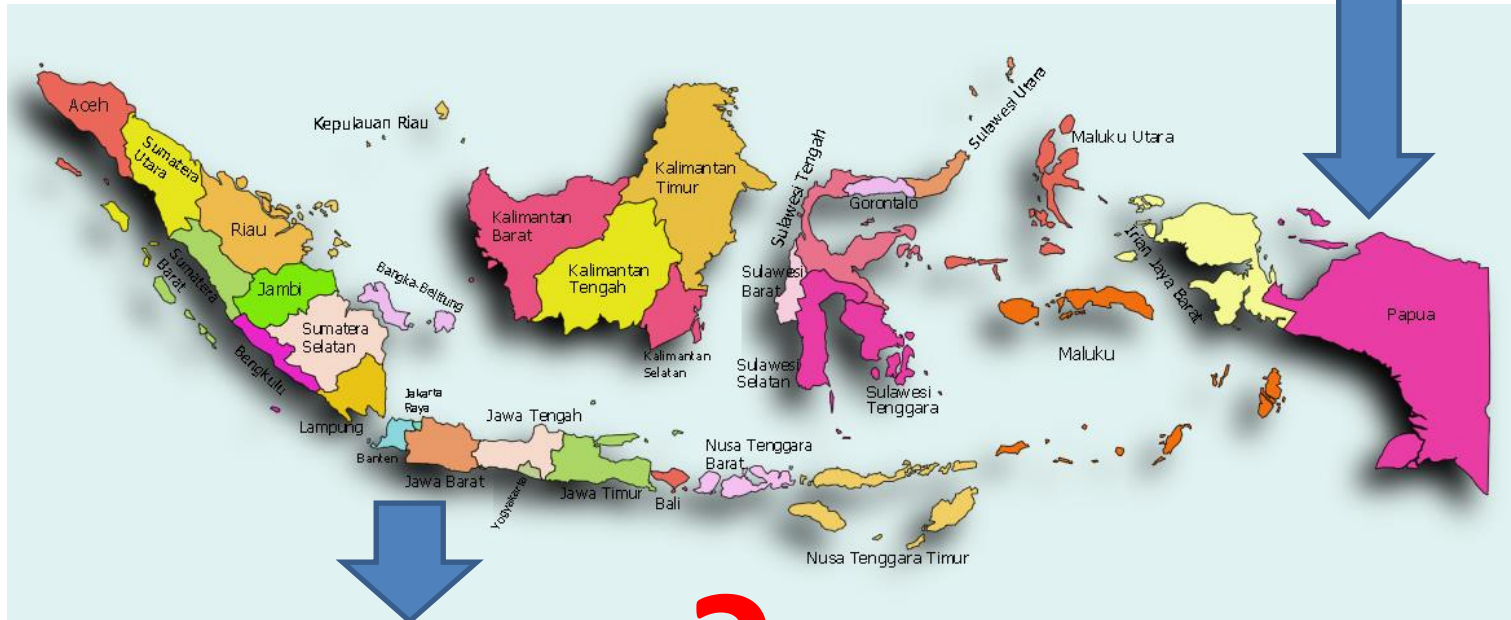 Aceh
Sumatera
Utara
Kepulauan Riau
Riau
Sumatera
Barat
Jambi
Bangka-Belitung
Sumatera
Selatan
Bengkulu
Lampung
Jakarta
Raya
Banten
Jawa Barat
Jawa Tengah
Yogyakarta
Jawa Timur
Bali
Nusa Tenggara
Barat
Nusa Tenggara Timur
Kalimantan
Barat
Kalimantan
Tengah
Kalimantan
Timur
Kalimantan
Selatan
Sulawesi Tengah
Gorontalo
Sulawesi Utara
Sulawesi
Barat
Sulawesi
Selatan
Sulawesi
Tenggara
Maluku Utara
Maluku
Irian Jaya Barat
Papua
?